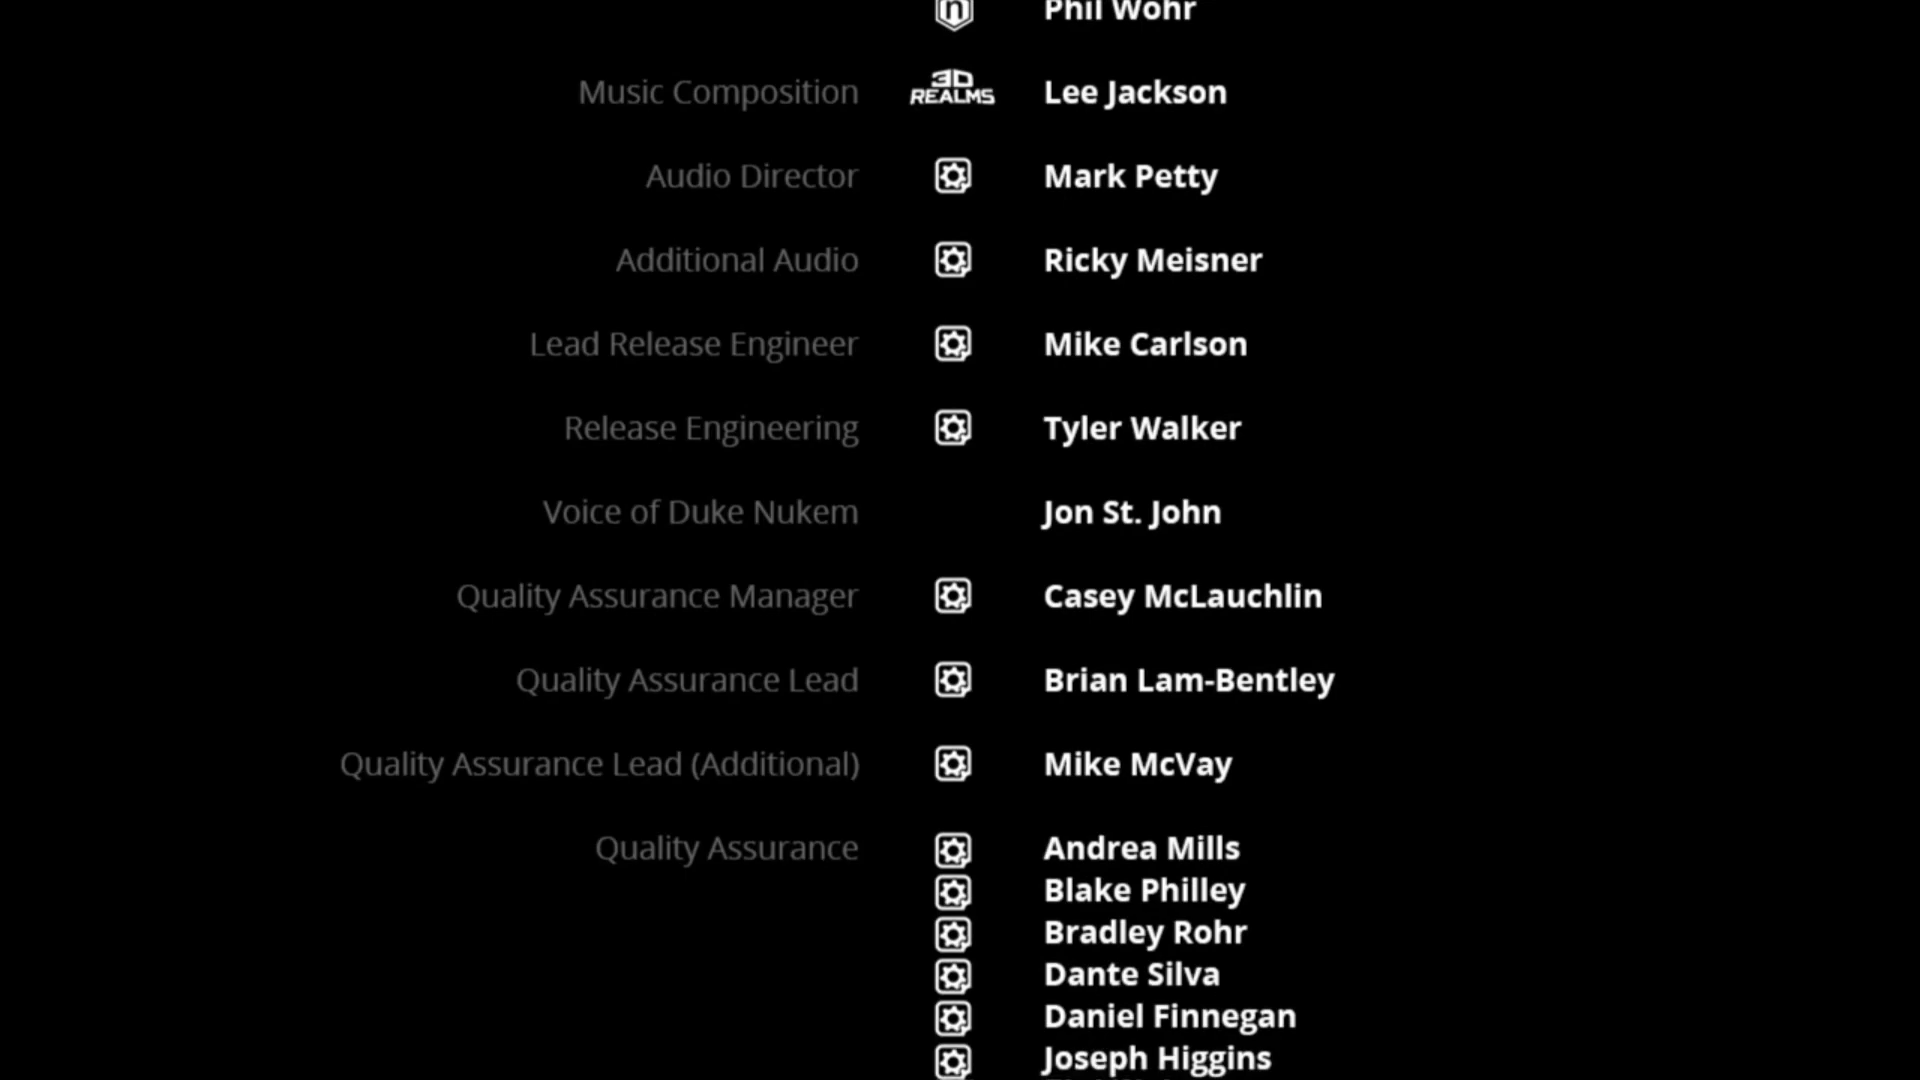 Phil Wohr
Music Composition 3D REALMS Lee Jackson
Audio Director Mark Petty
Additional Audio Ricky Meisner
Lead Release Engineer Mike Carlson
Release Engineering Tyler Walker
Voice of Duke Nukem Jon St. John
Quality Assurance Manager Casey McLauchlin
Quality Assurance Lead Brian Lam-Bentley
Quality Assurance Lead (Additional) Mike McVay
Quality Assurance Andrea Mills
Blake Philley
Bradley Rohr
Dante Silva
Daniel Finnegan
Joseph Higgins